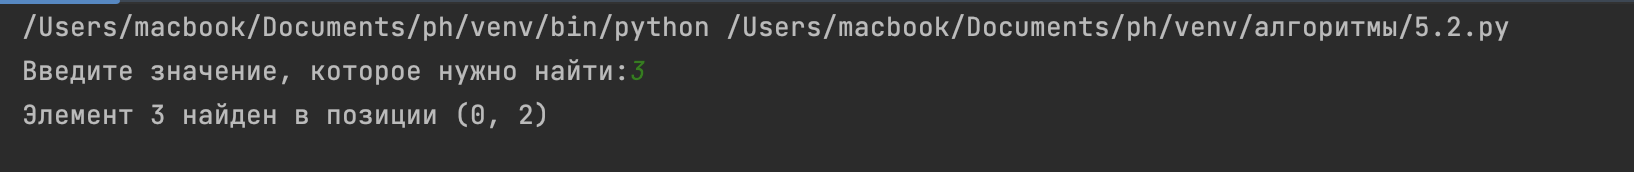 /Users/macbook/Documents/ph/venv/bin/python /Users/macbook/Documents/ph/venv/алгоритмы/5.2.py
Введите значение, которое нужно найти:3
Элемент 3 найден в позиции (0, 2)